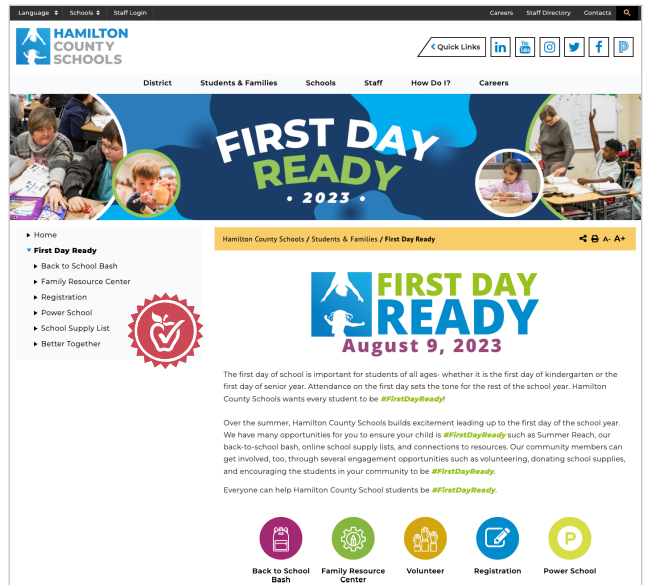 Language Schools Staff Login Careers Staff Directory Contacts
HAMILTON
COUNTY
SCHOOLS
Quick Links in You Tube f
District Students & Families Schools Staff How Do I? Careers
FIRST DAY
READY
• 2023 •
Home
First Day Ready
Back to School Bash
Family Resource Center
Registration
Power School
School Supply List
Better Together
Hamilton County Schools / Students & Families / First Day Ready A- A+
FIRST DAY
READY
August 9, 2023
The first day of school is important for students of all ages- whether it is the first day of kindergarten or the
first day of senior year. Attendance on the first day sets the tone for the rest of the school year. Hamilton
County Schools wants every student to be #FirstDayReady!
Over the summer, Hamilton County Schools builds excitement leading up to the first day of the school year.
We have many opportunities for you to ensure your child is #FirstDayReady such as Summer Reach, our
back-to-school bash, online school supply lists, and connections to resources. Our community members can
get involved, too, through several engagement opportunities such as volunteering, donating school supplies,
and encouraging the students in your community to be #FirstDayReady.
Everyone can help Hamilton County School students be #FirstDayReady.
P
Back to School Family Resource Volunteer Registration Power School
Bash Center